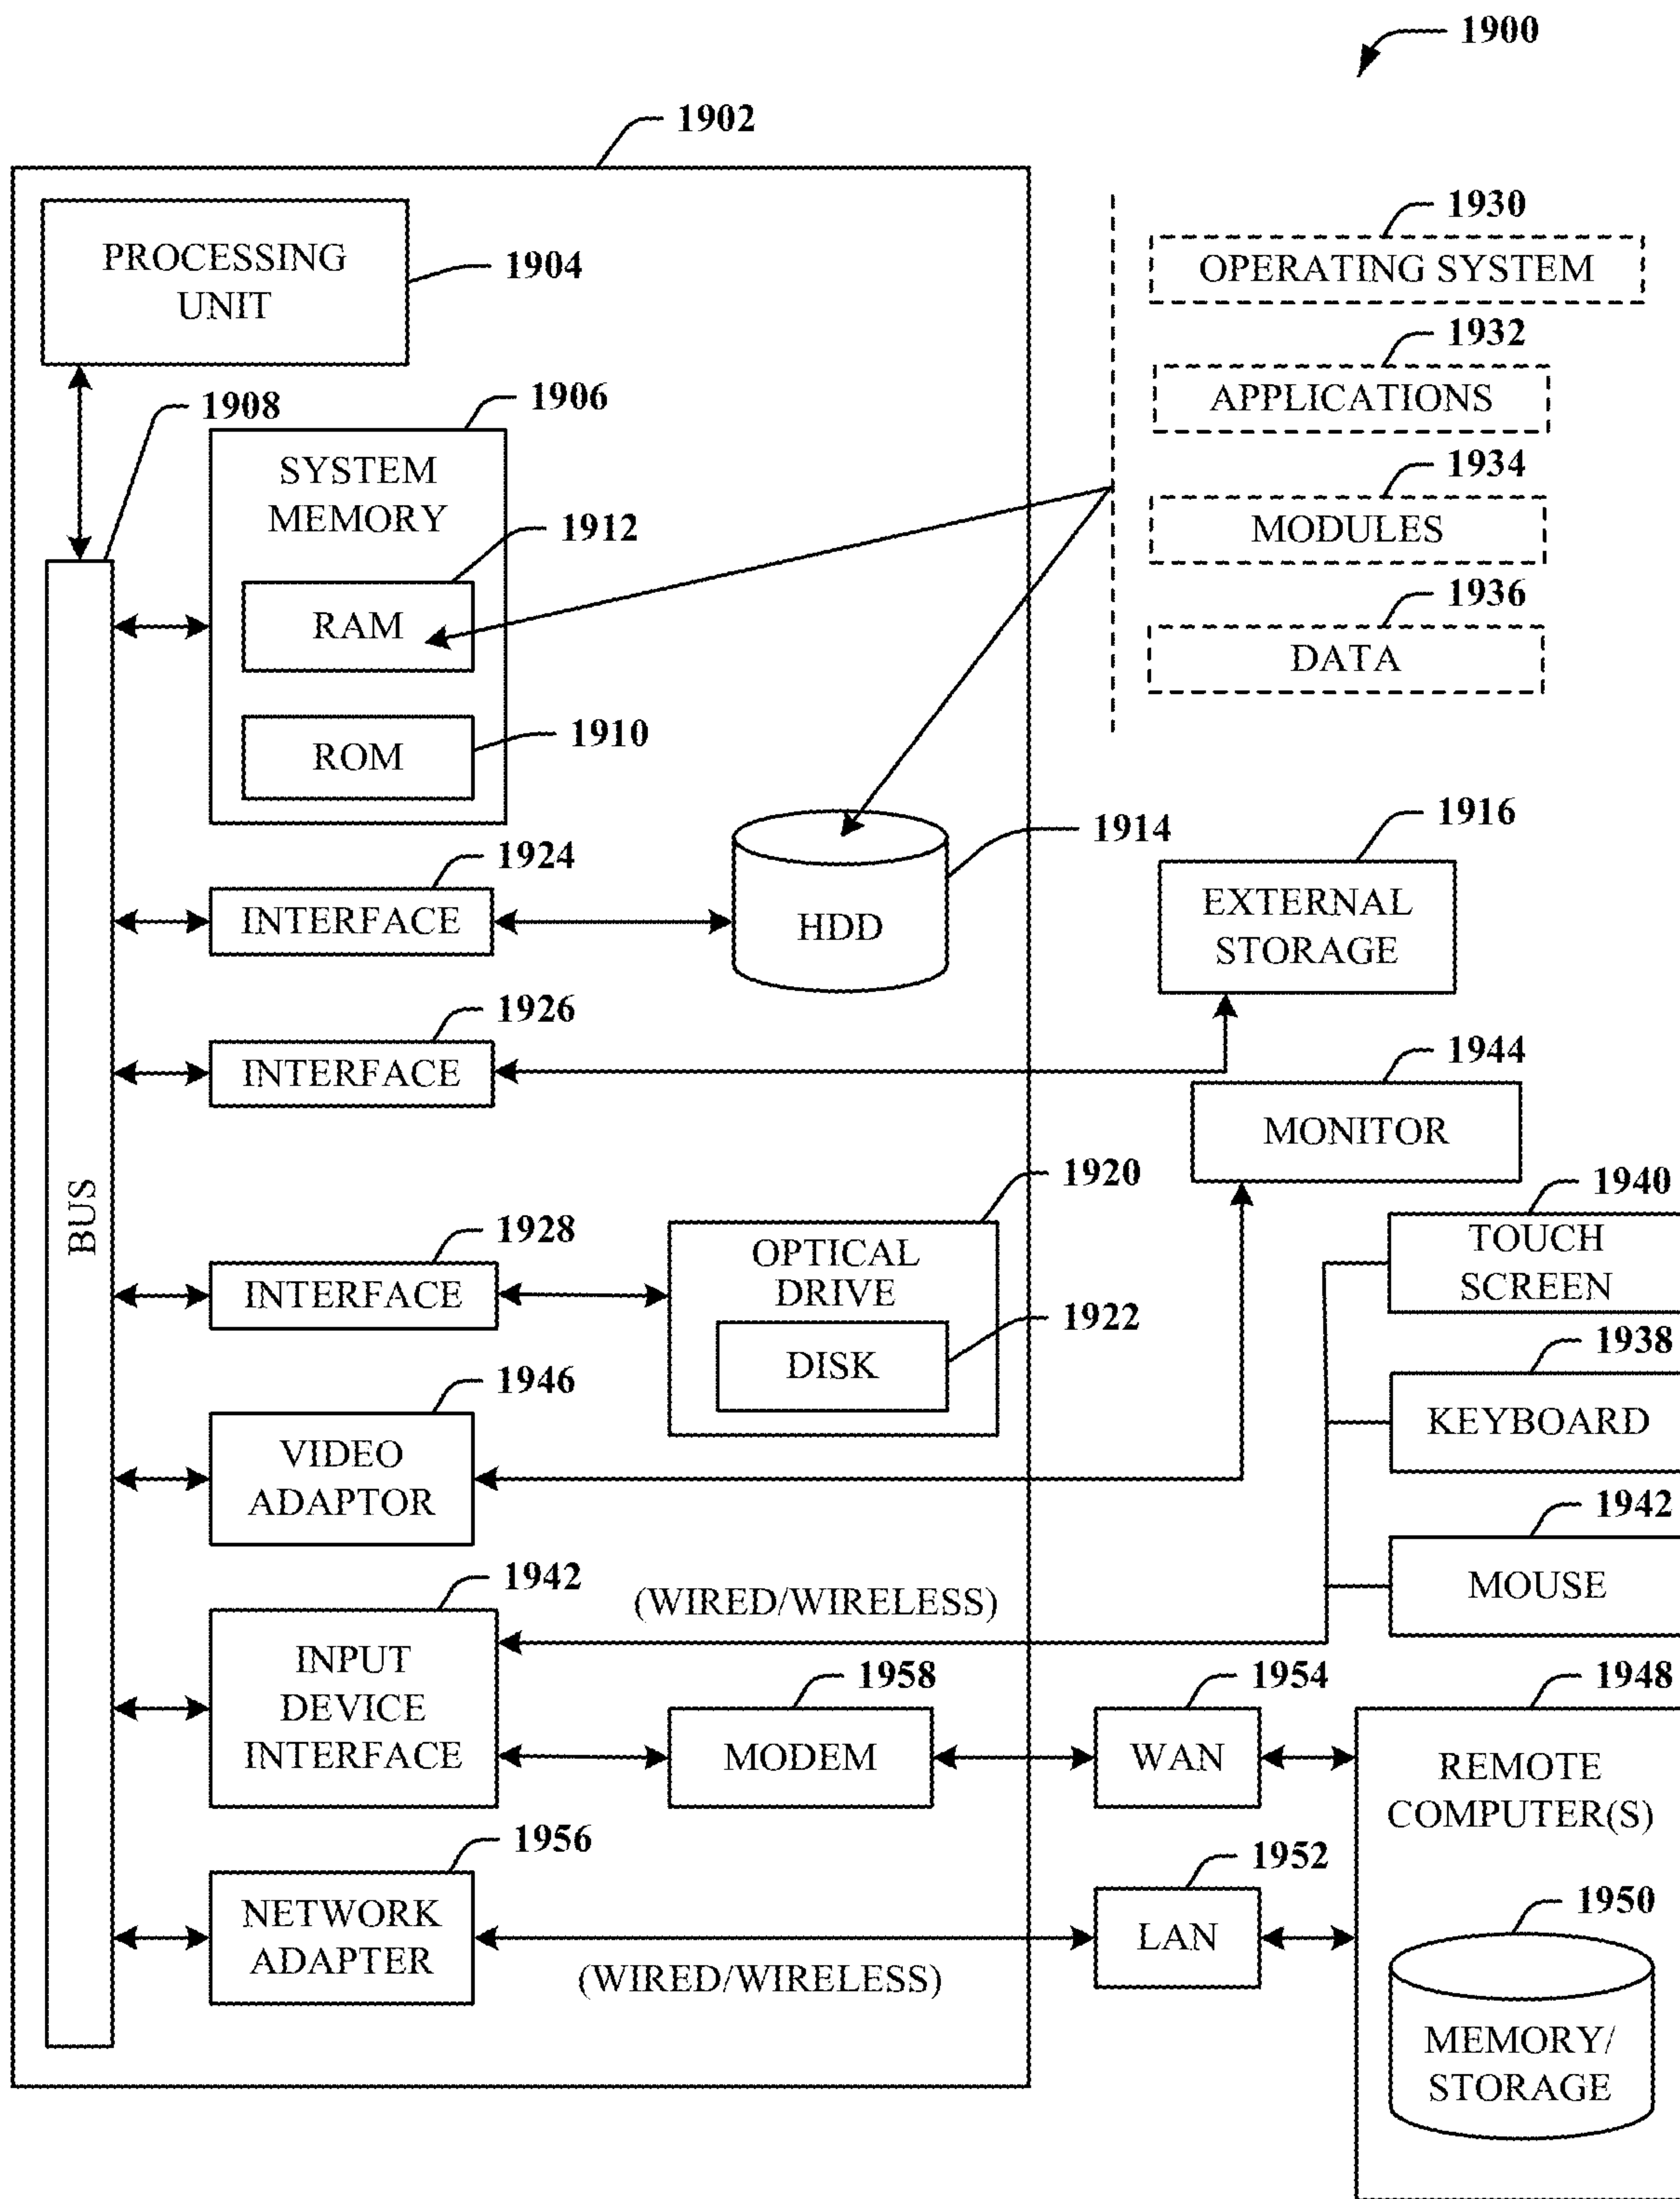 1900
1902
PROCESSING
UNIT
1904
1930
OPERATING SYSTEM
1932
APPLICATIONS
1934
MODULES
1936
DATA
1908
1906
SYSTEM
MEMORY
1912
RAM
1910
ROM
1924
INTERFACE
1914
HDD
1916
EXTERNAL
STORAGE
1926
INTERFACE
1944
MONITOR
BUS
1928
INTERFACE
1920
OPTICAL
DRIVE
1922
DISK
1940
TOUCH
SCREEN
1938
KEYBOARD
1946
VIDEO
ADAPTOR
1942
MOUSE
1942
INPUT
DEVICE
INTERFACE
(WIRED/WIRELESS)
1958
MODEM
1954
WAN
1948
REMOTE
COMPUTER(S)
1956
NETWORK
ADAPTER
(WIRED/WIRELESS)
1952
LAN
1950
MEMORY/
STORAGE